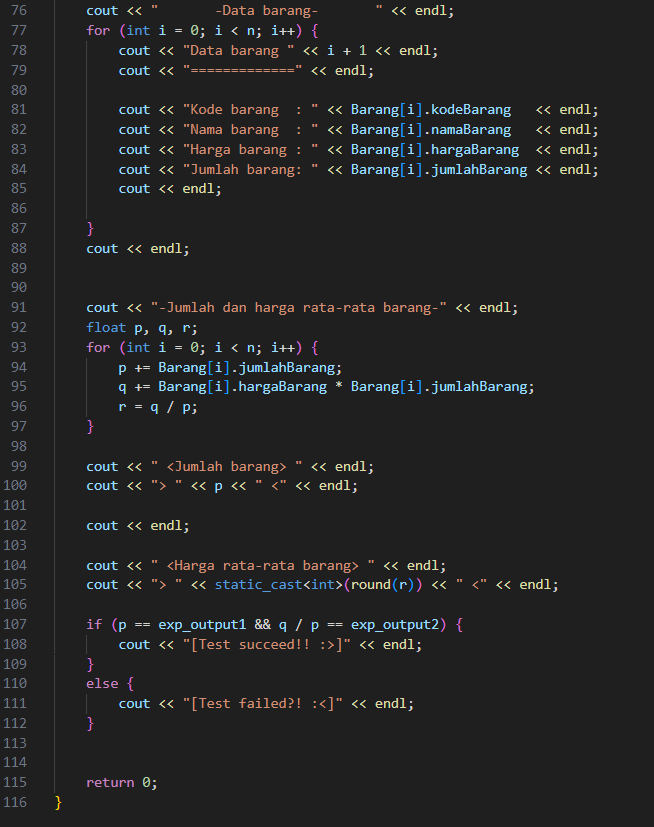 76 cout << "       -Data barang-       " << endl;
77 for (int i = 0; i < n; i++) {
78 cout << "Data barang " << i + 1 << endl;
79 cout << "=============" << endl;
80
81 cout << "Kode barang  : " << Barang[i].kodeBarang   << endl;
82 cout << "Nama barang  : " << Barang[i].namaBarang   << endl;
83 cout << "Harga barang : " << Barang[i].hargaBarang  << endl;
84 cout << "Jumlah barang: " << Barang[i].jumlahBarang << endl;
85 cout << endl;
86
87 }
88 cout << endl;
89
90
91 cout << "-Jumlah dan harga rata-rata barang-" << endl;
92 float p, q, r;
93 for (int i = 0; i < n; i++) {
94 p += Barang[i].jumlahBarang;
95 q += Barang[i].hargaBarang * Barang[i].jumlahBarang;
96 r = q / p;
97 }
98
99 cout << " <Jumlah barang> " << endl;
100 cout << "> " << p << " <" << endl;
101
102 cout << endl;
103
104 cout << " <Harga rata-rata barang> " << endl;
105 cout << "> " << static_cast<int>(round(r)) << " <" << endl;
106
107 if (p == exp_output1 && q / p == exp_output2) {
108 cout << "[Test succeed!! :>]" << endl;
109 }
110 else {
111 cout << "[Test failed?! :<]" << endl;
112 }
113
114
115 return 0;
116 }